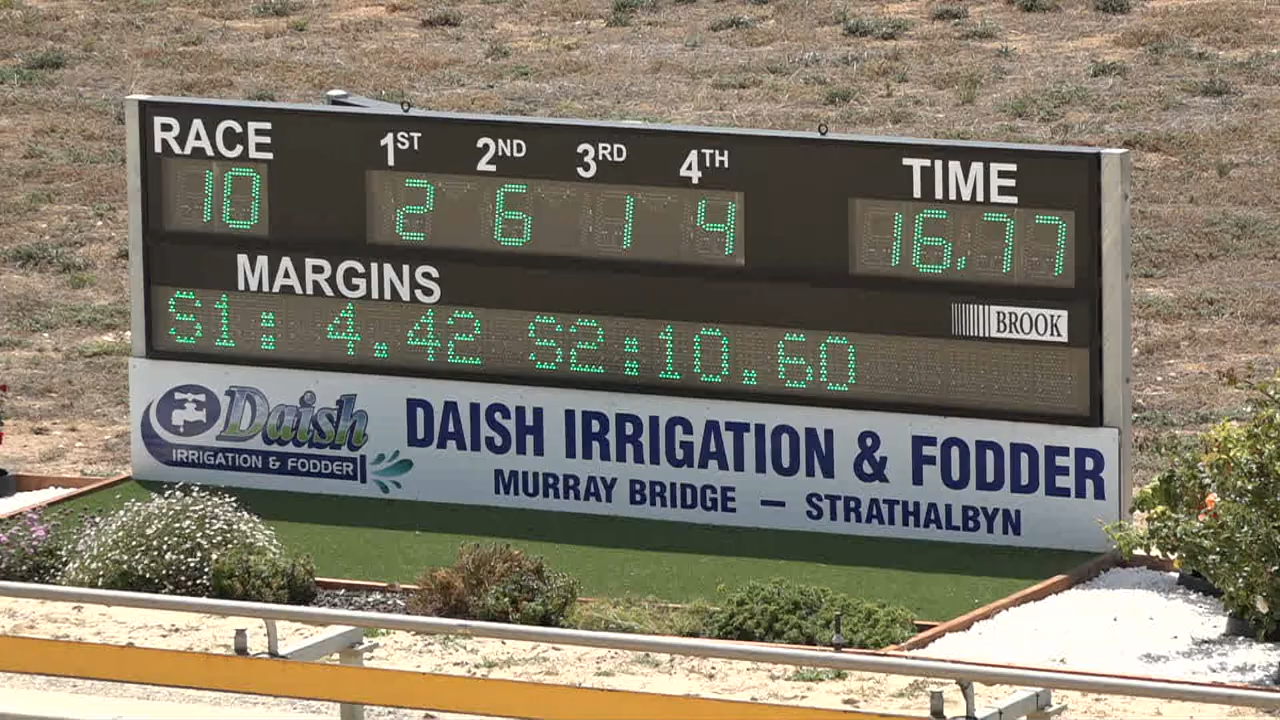 RACE 1ST 2ND 3RD 4TH TIME
10 2 6 1 4 16.77
MARGINS
BROOK
S1: 4.42 S2:10.60
Daish
IRRIGATION & FODDER
DAISH IRRIGATION & FODDER
MURRAY BRIDGE — STRATHALBYN